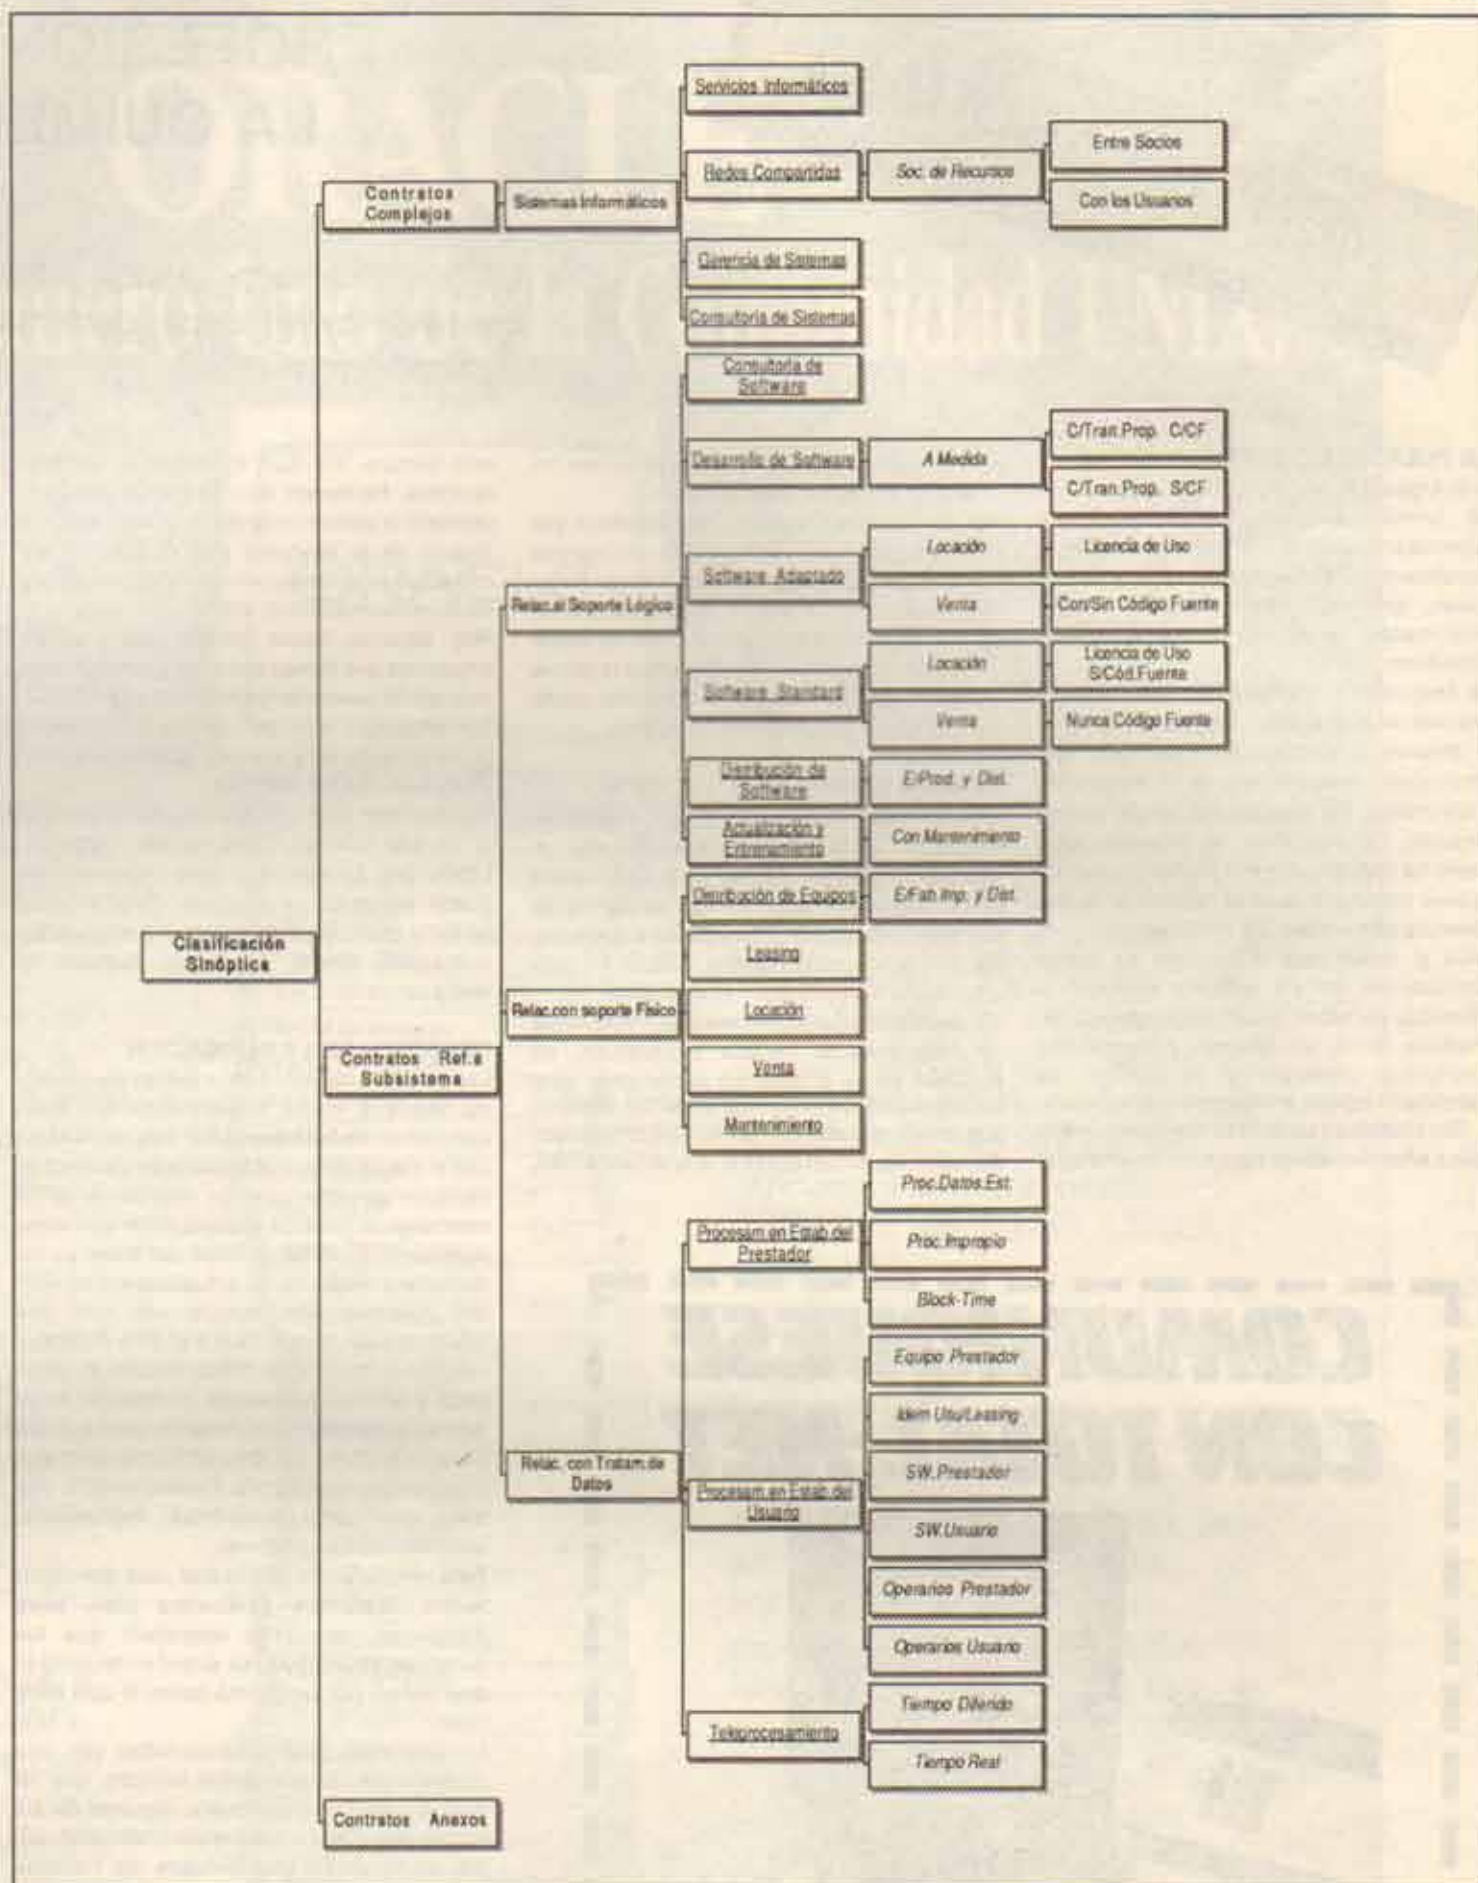 Servicios Informáticos
Entre Socios
Redes Compartidas
Soc. de Recursos
Con los Usuarios
Contratos
Complejos
Sistemas Informáticos
Gerencia de Sistemas
Consultoría de Sistemas
Consultoría de
Software
C/Tran.Prop. C/CF
Desarrollo de Software
A Medida
C/Tran.Prop. S/CF
Locación
Licencia de Uso
Software Adaptado
Venta
Con/Sin Código Fuente
Relac.al Soporte Lógico
Locación
Licencia de Uso
S/Cód.Fuente
Software Standard
Venta
Nunca Código Fuente
Distribución de
Software
E/Prod. y Dist.
Actualización y
Entrenamiento
Con Mantenimiento
Distribución de Equipos
E/Fab.Imp. y Dist.
Clasificación
Sinóptica
Leasing
Relac.con soporte Físico
Locación
Contratos Ref.a
Subsistema
Venta
Mantenimiento
Proc.Datos.Est.
Procesam en Estab del
Prestador
Proc.Impropio
Block-Time
Equipo Prestador
Idem Usu/Leasing
Relac. con Tratam.de
Datos
SW.Prestador
Procesam en Estab del
Usuario
SW.Usuario
Operarios Prestador
Operarios Usuario
Tiempo Diferido
Teleprocesamiento
Tiempo Real
Contratos Anexos